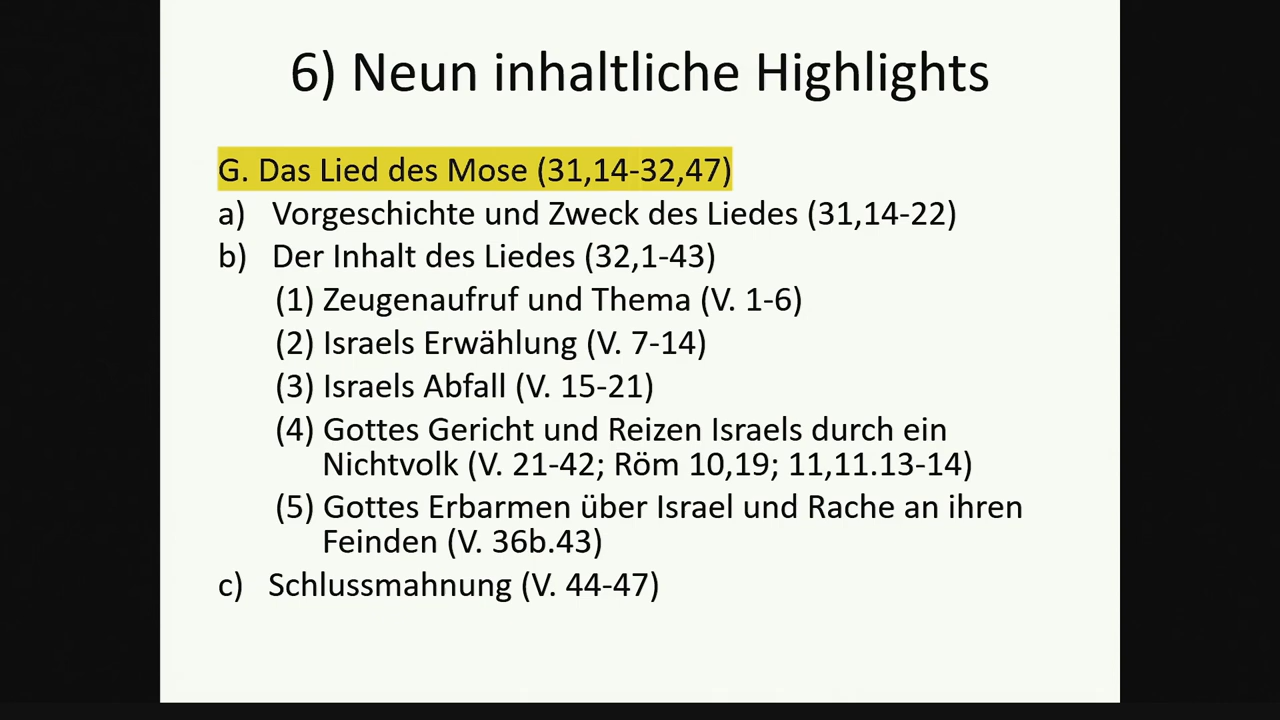 6) Neun inhaltliche Highlights
G. Das Lied des Mose (31,14-32,47)
a) Vorgeschichte und Zweck des Liedes (31,14-22)
b) Der Inhalt des Liedes (32,1-43)
(1) Zeugenaufruf und Thema (V. 1-6)
(2) Israels Erwählung (V. 7-14)
(3) Israels Abfall (V. 15-21)
(4) Gottes Gericht und Reizen Israels durch ein
Nichtvolk (V. 21-42; Röm 10,19; 11,11.13-14)
(5) Gottes Erbarmen über Israel und Rache an ihren
Feinden (V. 36b.43)
c) Schlussmahnung (V. 44-47)